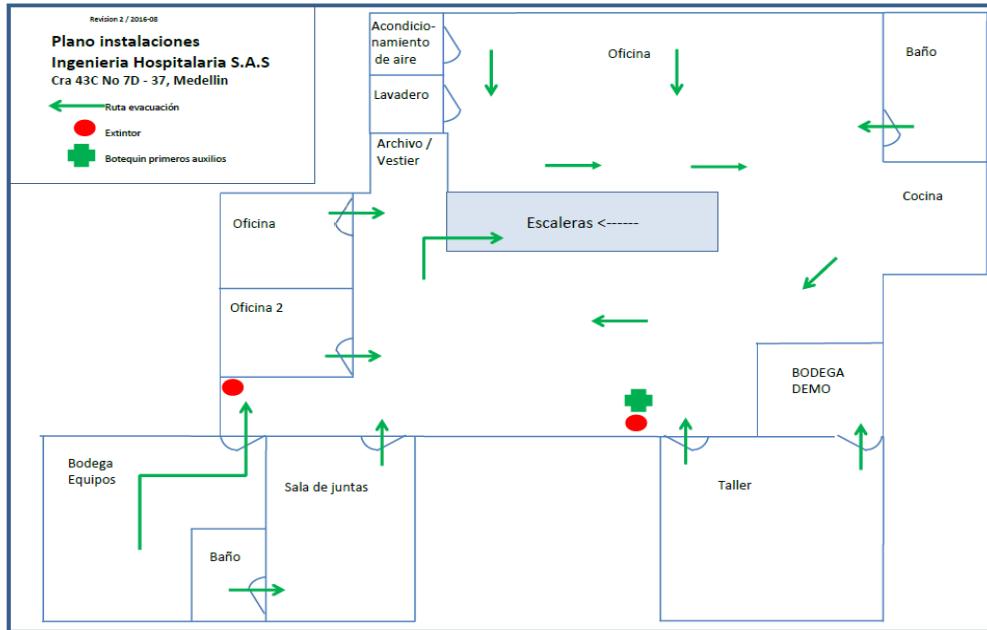 Revision 2 / 2016-08
Plano instalaciones
Ingenieria Hospitalaria S.A.S
Cra 43C No 7D - 37, Medellin
Ruta evacuación
Extintor
Botequin primeros auxilios
Acondicio-
namiento
de aire
Oficina
Baño
Lavadero
Archivo /
Vestier
Cocina
Oficina
Escaleras <------
Oficina 2
BODEGA
DEMO
Bodega
Equipos
Sala de juntas
Taller
Baño